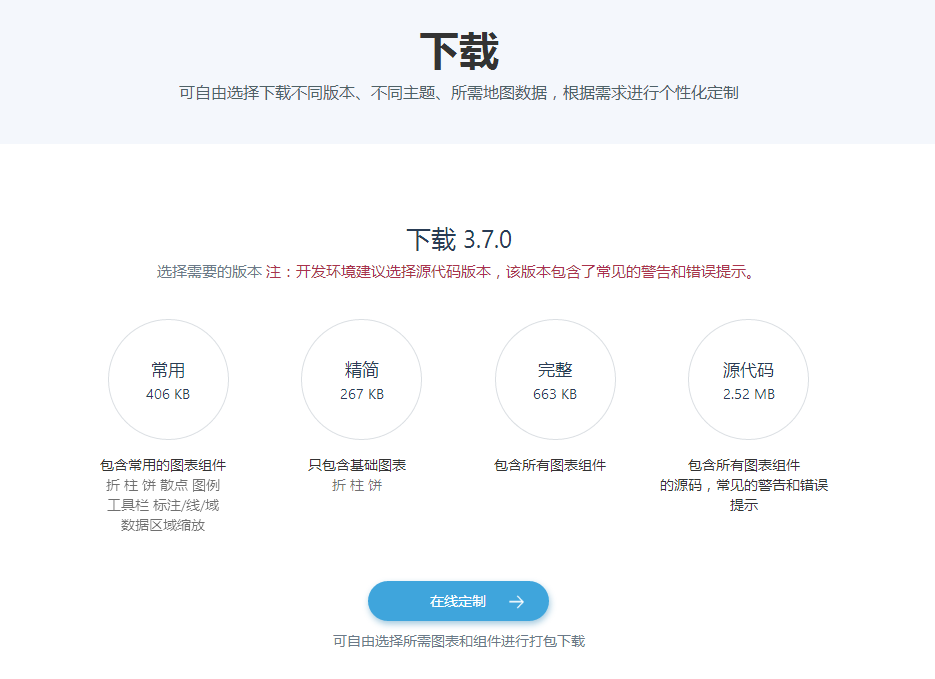 下载
可自由选择下载不同版本、不同主题、所需地图数据，根据需求进行个性化定制
下载 3.7.0
选择需要的版本 注：开发环境建议选择源代码版本，该版本包含了常见的警告和错误提示。
常用
406 KB
包含常用的图表组件
折 柱 饼 散点 图例
工具栏 标注/线/域
数据区域缩放
精简
267 KB
只包含基础图表
折 柱 饼
完整
663 KB
包含所有图表组件
源代码
2.52 MB
包含所有图表组件
的源码，常见的警告和错误
提示
在线定制
可自由选择所需图表和组件进行打包下载